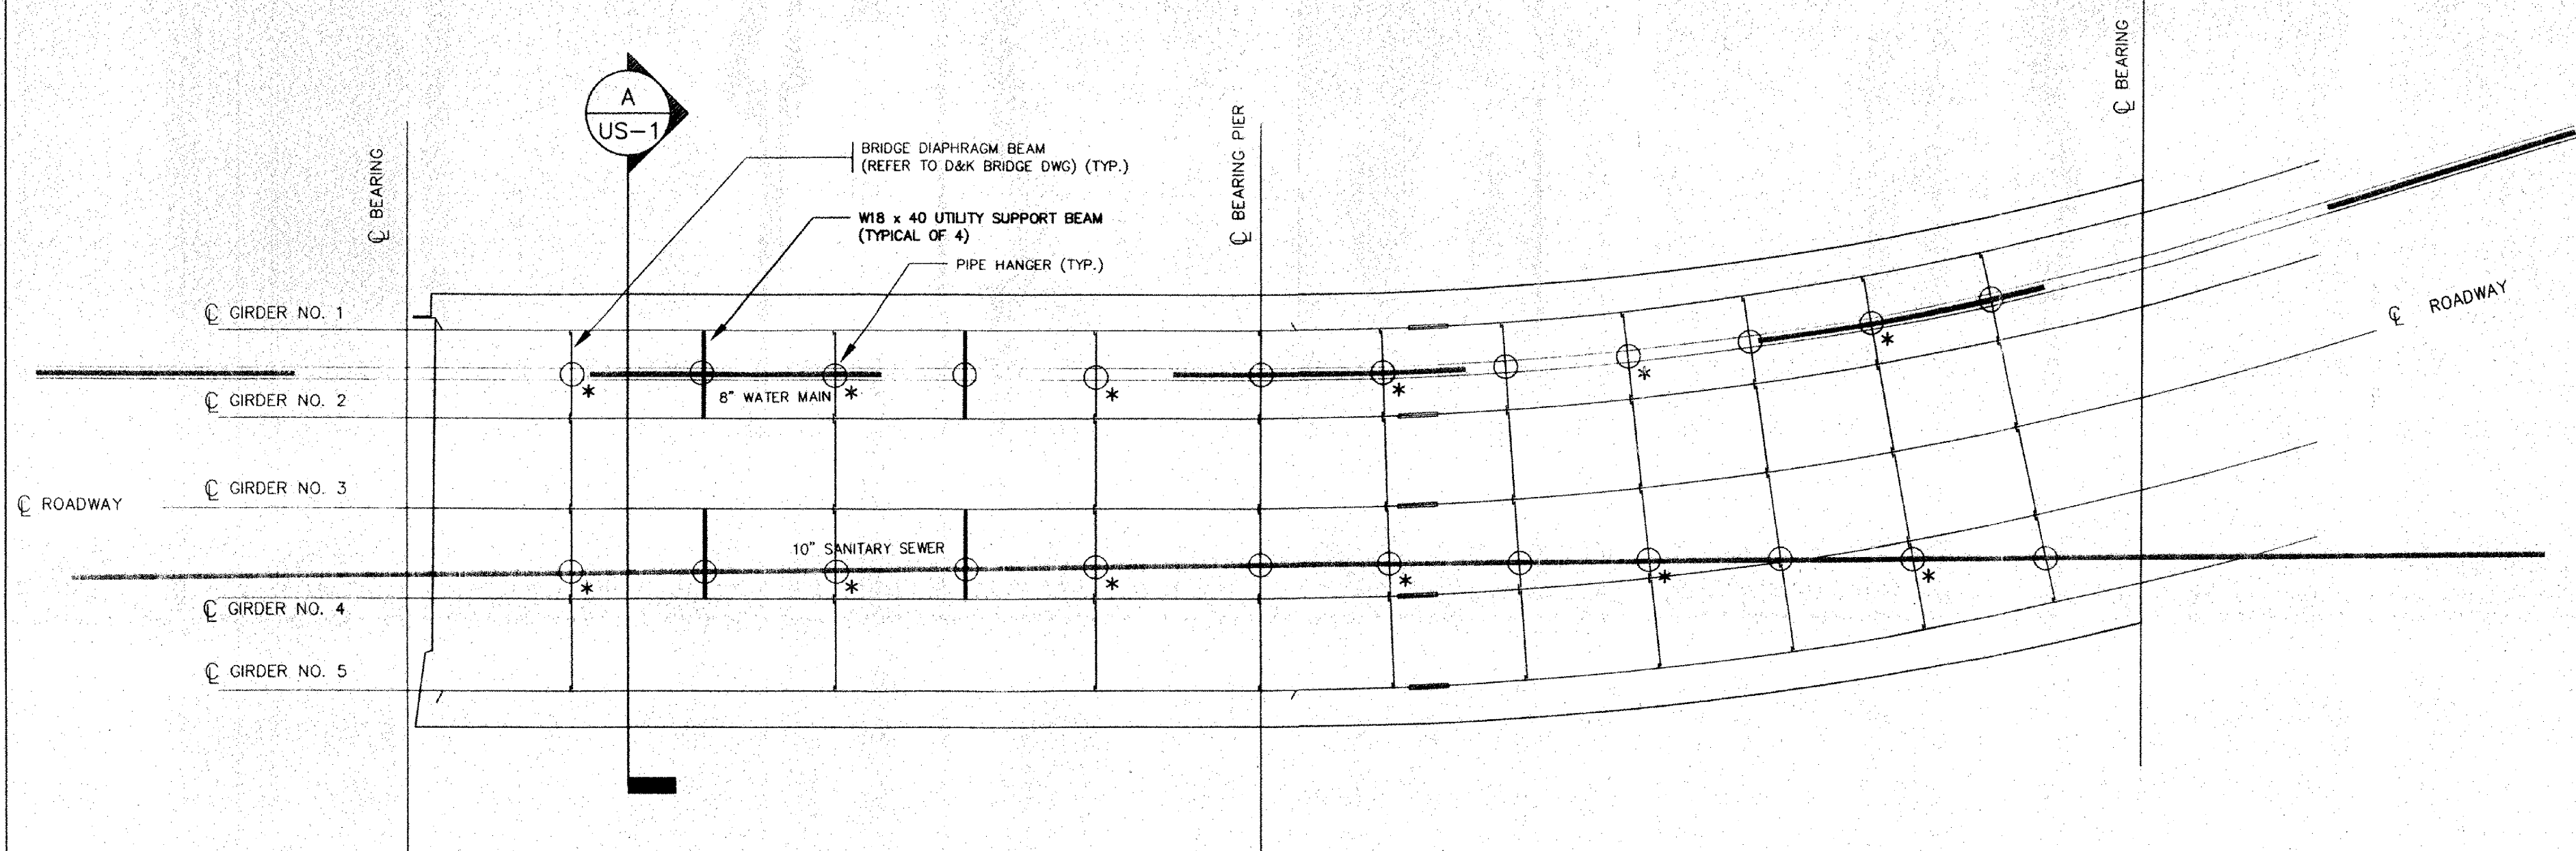 A
US-1
BRIDGE DIAPHRAGM BEAM
(REFER TO D&K BRIDGE DWG) (TYP.)
W18 x 40 UTILITY SUPPORT BEAM
(TYPICAL OF 4)
PIPE HANGER (TYP.)
℄ BEARING
℄ BEARING PIER
℄ BEARING
℄ GIRDER NO. 1
℄ GIRDER NO. 2
℄ GIRDER NO. 3
℄ ROADWAY
℄ GIRDER NO. 4
℄ GIRDER NO. 5
8" WATER MAIN
10" SANITARY SEWER
℄ ROADWAY
* * * * *
* * * * * *